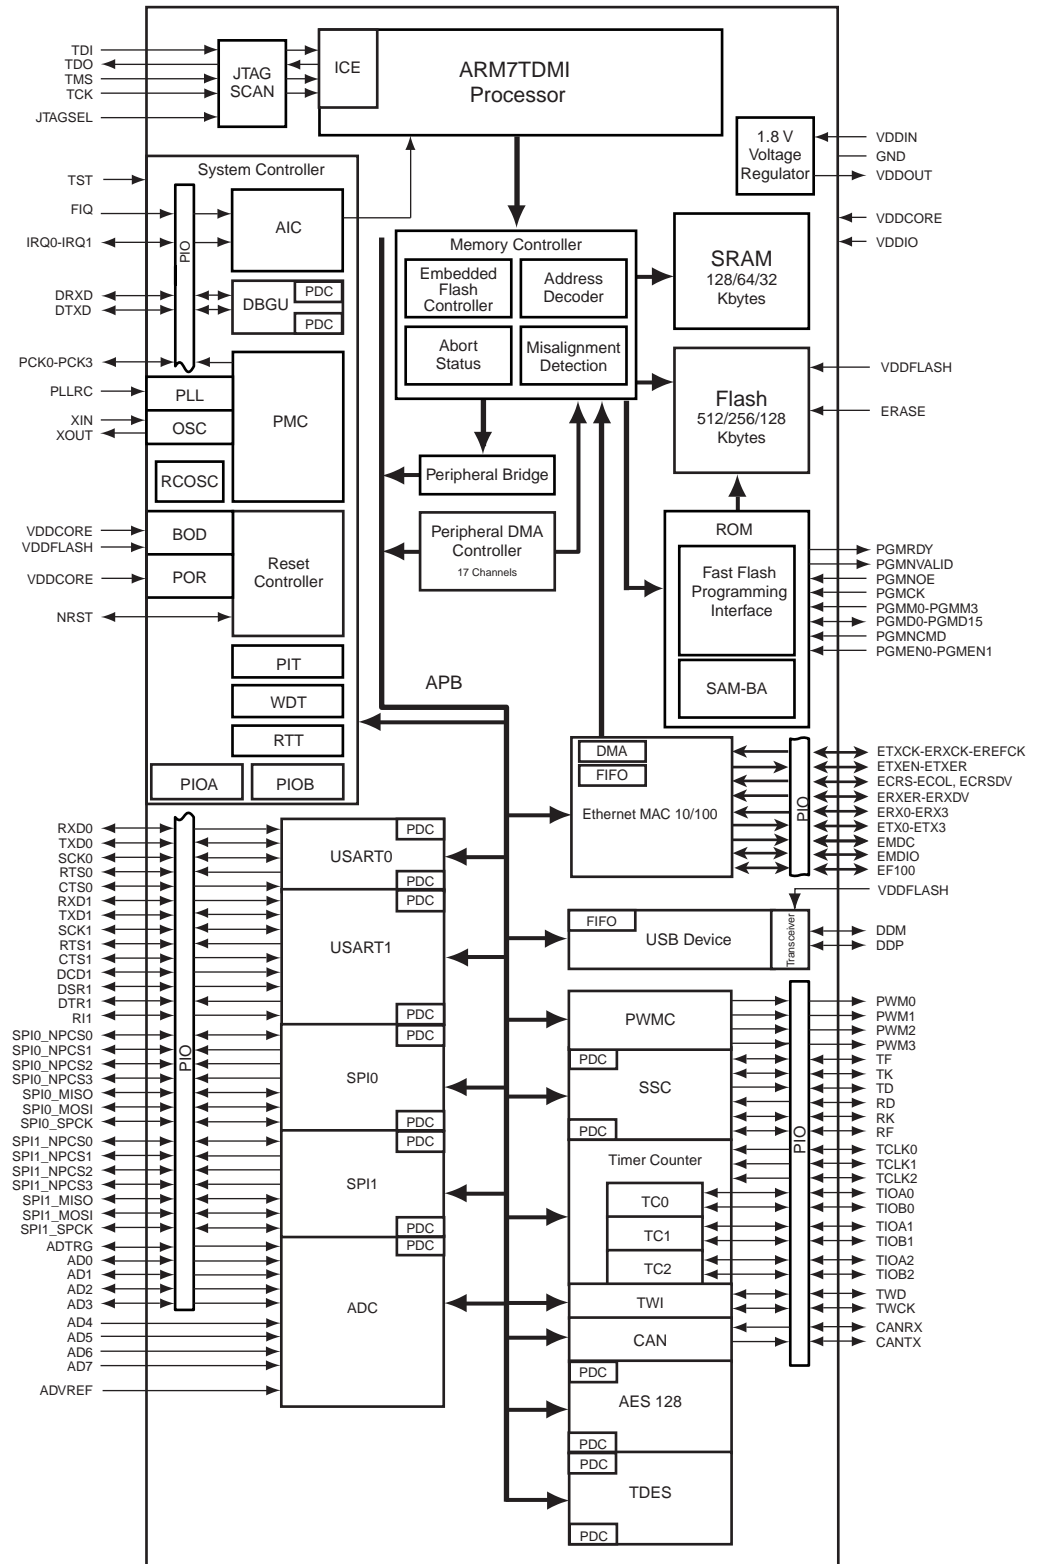 TDI
TDO
TMS
TCK
JTAGSEL
JTAG
SCAN
ICE
ARM7TDMI
Processor
1.8 V
Voltage
Regulator
VDDIN
GND
VDDOUT
VDDCORE
VDDIO
System Controller
TST
FIQ
IRQ0-IRQ1
PIO
AIC
DRXD
DTXD
DBGU
PDC
PDC
PCK0-PCK3
PLLRC
PLL
XIN
XOUT
OSC
PMC
RCOSC
VDDCORE
VDDFLASH
BOD
VDDCORE
POR
Reset
Controller
NRST
PIT
WDT
RTT
PIOA
PIOB
Memory Controller
Embedded
Flash
Controller
Address
Decoder
Abort
Status
Misalignment
Detection
SRAM
128/64/32
Kbytes
Flash
512/256/128
Kbytes
VDDFLASH
ERASE
Peripheral Bridge
Peripheral DMA
Controller
17 Channels
ROM
Fast Flash
Programming
Interface
SAM-BA
PGMRDY
PGMNVALID
PGMNOE
PGMCK
PGMM0-PGMM3
PGMD0-PGMD15
PGMNCMD
PGMEN0-PGMEN1
APB
DMA
FIFO
Ethernet MAC 10/100
PIO
ETXCK-ERXCK-EREFCK
ETXEN-ETXER
ECRS-ECOL, ECRSDV
ERXER-ERXDV
ERX0-ERX3
ETX0-ETX3
EMDC
EMDIO
EF100
VDDFLASH
FIFO
USB Device
Transceiver
DDM
DDP
RXD0
TXD0
SCK0
RTS0
CTS0
RXD1
TXD1
SCK1
RTS1
CTS1
DCD1
DSR1
DTR1
RI1
SPI0_NPCS0
SPI0_NPCS1
SPI0_NPCS2
SPI0_NPCS3
SPI0_MISO
SPI0_MOSI
SPI0_SPCK
SPI1_NPCS0
SPI1_NPCS1
SPI1_NPCS2
SPI1_NPCS3
SPI1_MISO
SPI1_MOSI
SPI1_SPCK
ADTRG
AD0
AD1
AD2
AD3
AD4
AD5
AD6
AD7
ADVREF
PIO
PDC
USART0
PDC
PDC
USART1
PDC
PDC
SPI0
PDC
PDC
SPI1
PDC
PDC
ADC
PWMC
PDC
SSC
PDC
Timer Counter
TC0
TC1
TC2
TWI
CAN
PDC
AES 128
PDC
PDC
TDES
PDC
PIO
PWM0
PWM1
PWM2
PWM3
TF
TK
TD
RD
RK
RF
TCLK0
TCLK1
TCLK2
TIOA0
TIOB0
TIOA1
TIOB1
TIOA2
TIOB2
TWD
TWCK
CANRX
CANTX